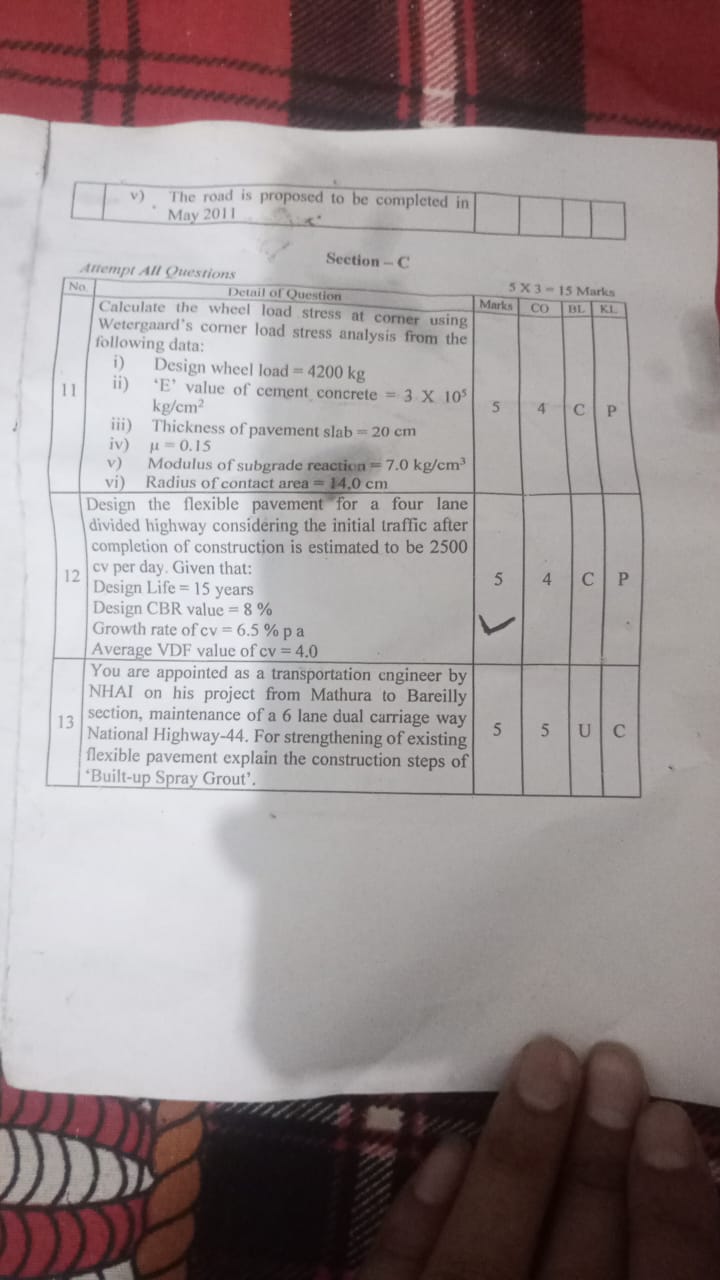 v) The road is proposed to be completed in
May 2011
Section – C
Attempt All Questions
5 X 3 = 15 Marks
No. Detail of Question Marks CO BL KL
Calculate the wheel load stress at corner using
Wetergaard's corner load stress analysis from the
following data:
i) Design wheel load = 4200 kg
ii) 'E' value of cement concrete = 3 X 10⁵
kg/cm²
11 5 4 C P
iii) Thickness of pavement slab = 20 cm
iv) μ = 0.15
v) Modulus of subgrade reaction = 7.0 kg/cm³
vi) Radius of contact area = 14.0 cm
Design the flexible pavement for a four lane
divided highway considering the initial traffic after
completion of construction is estimated to be 2500
cv per day. Given that:
12 5 4 C P
Design Life = 15 years
Design CBR value = 8 %
Growth rate of cv = 6.5 % p a
Average VDF value of cv = 4.0
You are appointed as a transportation engineer by
NHAI on his project from Mathura to Bareilly
section, maintenance of a 6 lane dual carriage way
13 5 5 U C
National Highway-44. For strengthening of existing
flexible pavement explain the construction steps of
'Built-up Spray Grout'.